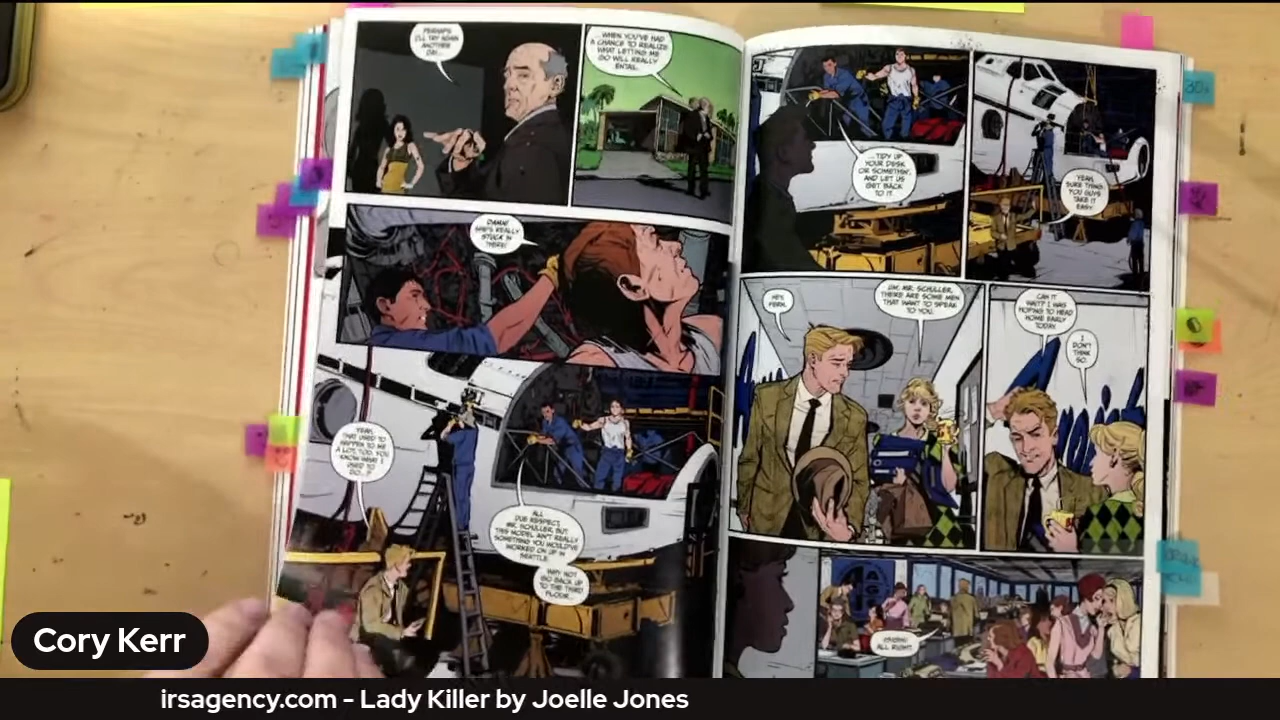 PERHAPS
I'LL TRY AGAIN
ANOTHER
DAY...
...WHEN YOU'VE HAD
A CHANCE TO REALIZE
WHAT LETTING ME
GO WILL REALLY
ENTAIL.
DAMN!
SHE'S REALLY
STUCK IN
THERE!
YEAH,
THAT USED TO
HAPPEN TO ME
A LOT, TOO. YOU
KNOW WHAT I
USED TO
DO...?
ALL
DUE RESPECT,
MR. SCHULLER, BUT
THIS MODEL AIN'T REALLY
SOMETHING YOU WOULD'VE
WORKED ON UP IN
SEATTLE.
WHY NOT
GO BACK UP
TO THE THIRD
FLOOR...
...TIDY UP
YOUR DESK
OR SOMETHIN',
AND LET US
GET BACK
TO IT.
YEAH,
SURE THING.
YOU GUYS
TAKE IT
EASY.
HEY,
FERN.
UM, MR. SCHULLER,
THERE ARE SOME MEN
THAT WANT TO SPEAK
TO YOU.
CAN IT
WAIT? I WAS
HOPING TO HEAD
HOME EARLY
TODAY.
I
DON'T
THINK
SO.
ALL RIGHT!
30%
Cory Kerr
irsagency.com - Lady Killer by Joelle Jones